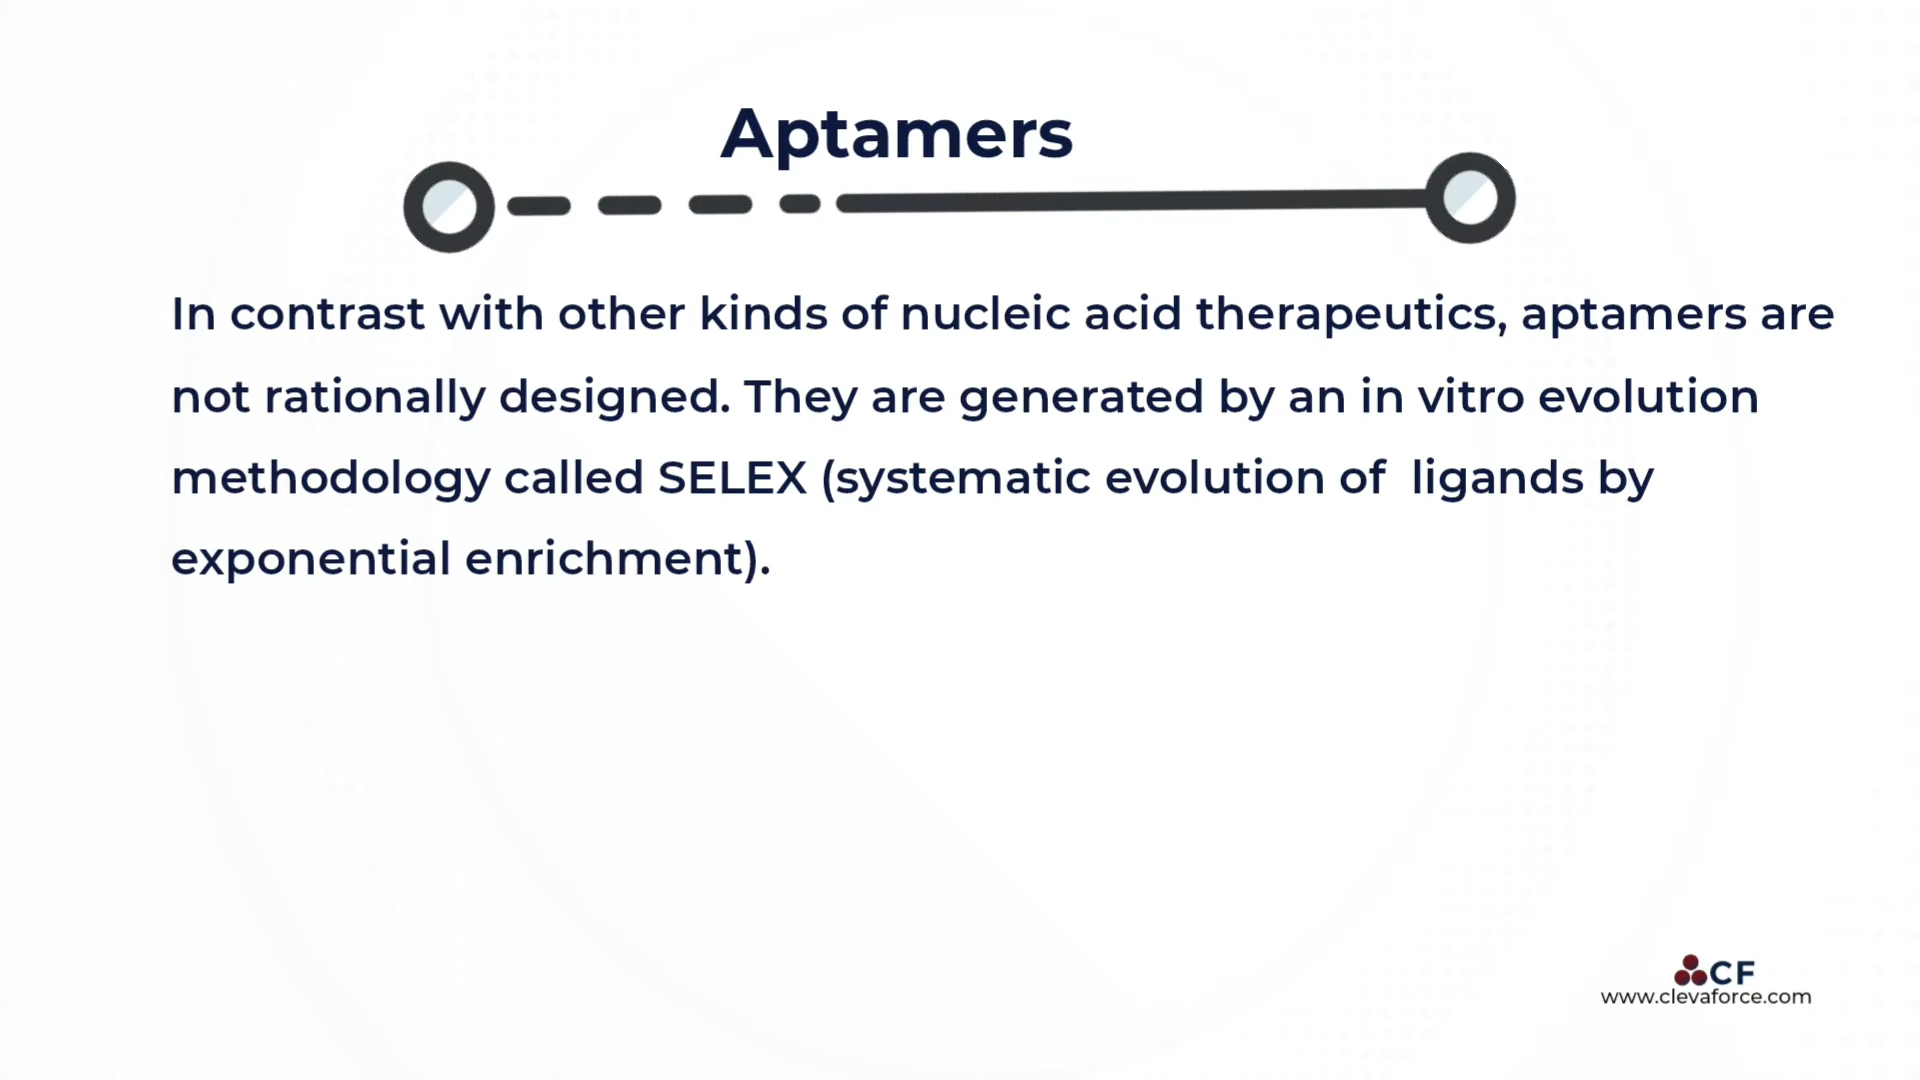 Aptamers
In contrast with other kinds of nucleic acid therapeutics, aptamers are
not rationally designed. They are generated by an in vitro evolution
methodology called SELEX (systematic evolution of  ligands by
exponential enrichment).
CF
www.clevaforce.com